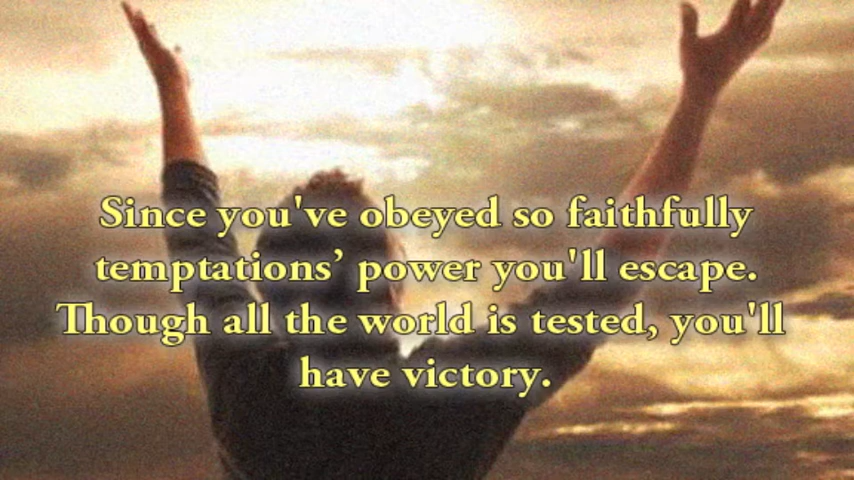 Since you've obeyed so faithfully
temptations’ power you'll escape.
Though all the world is tested, you'll
have victory.